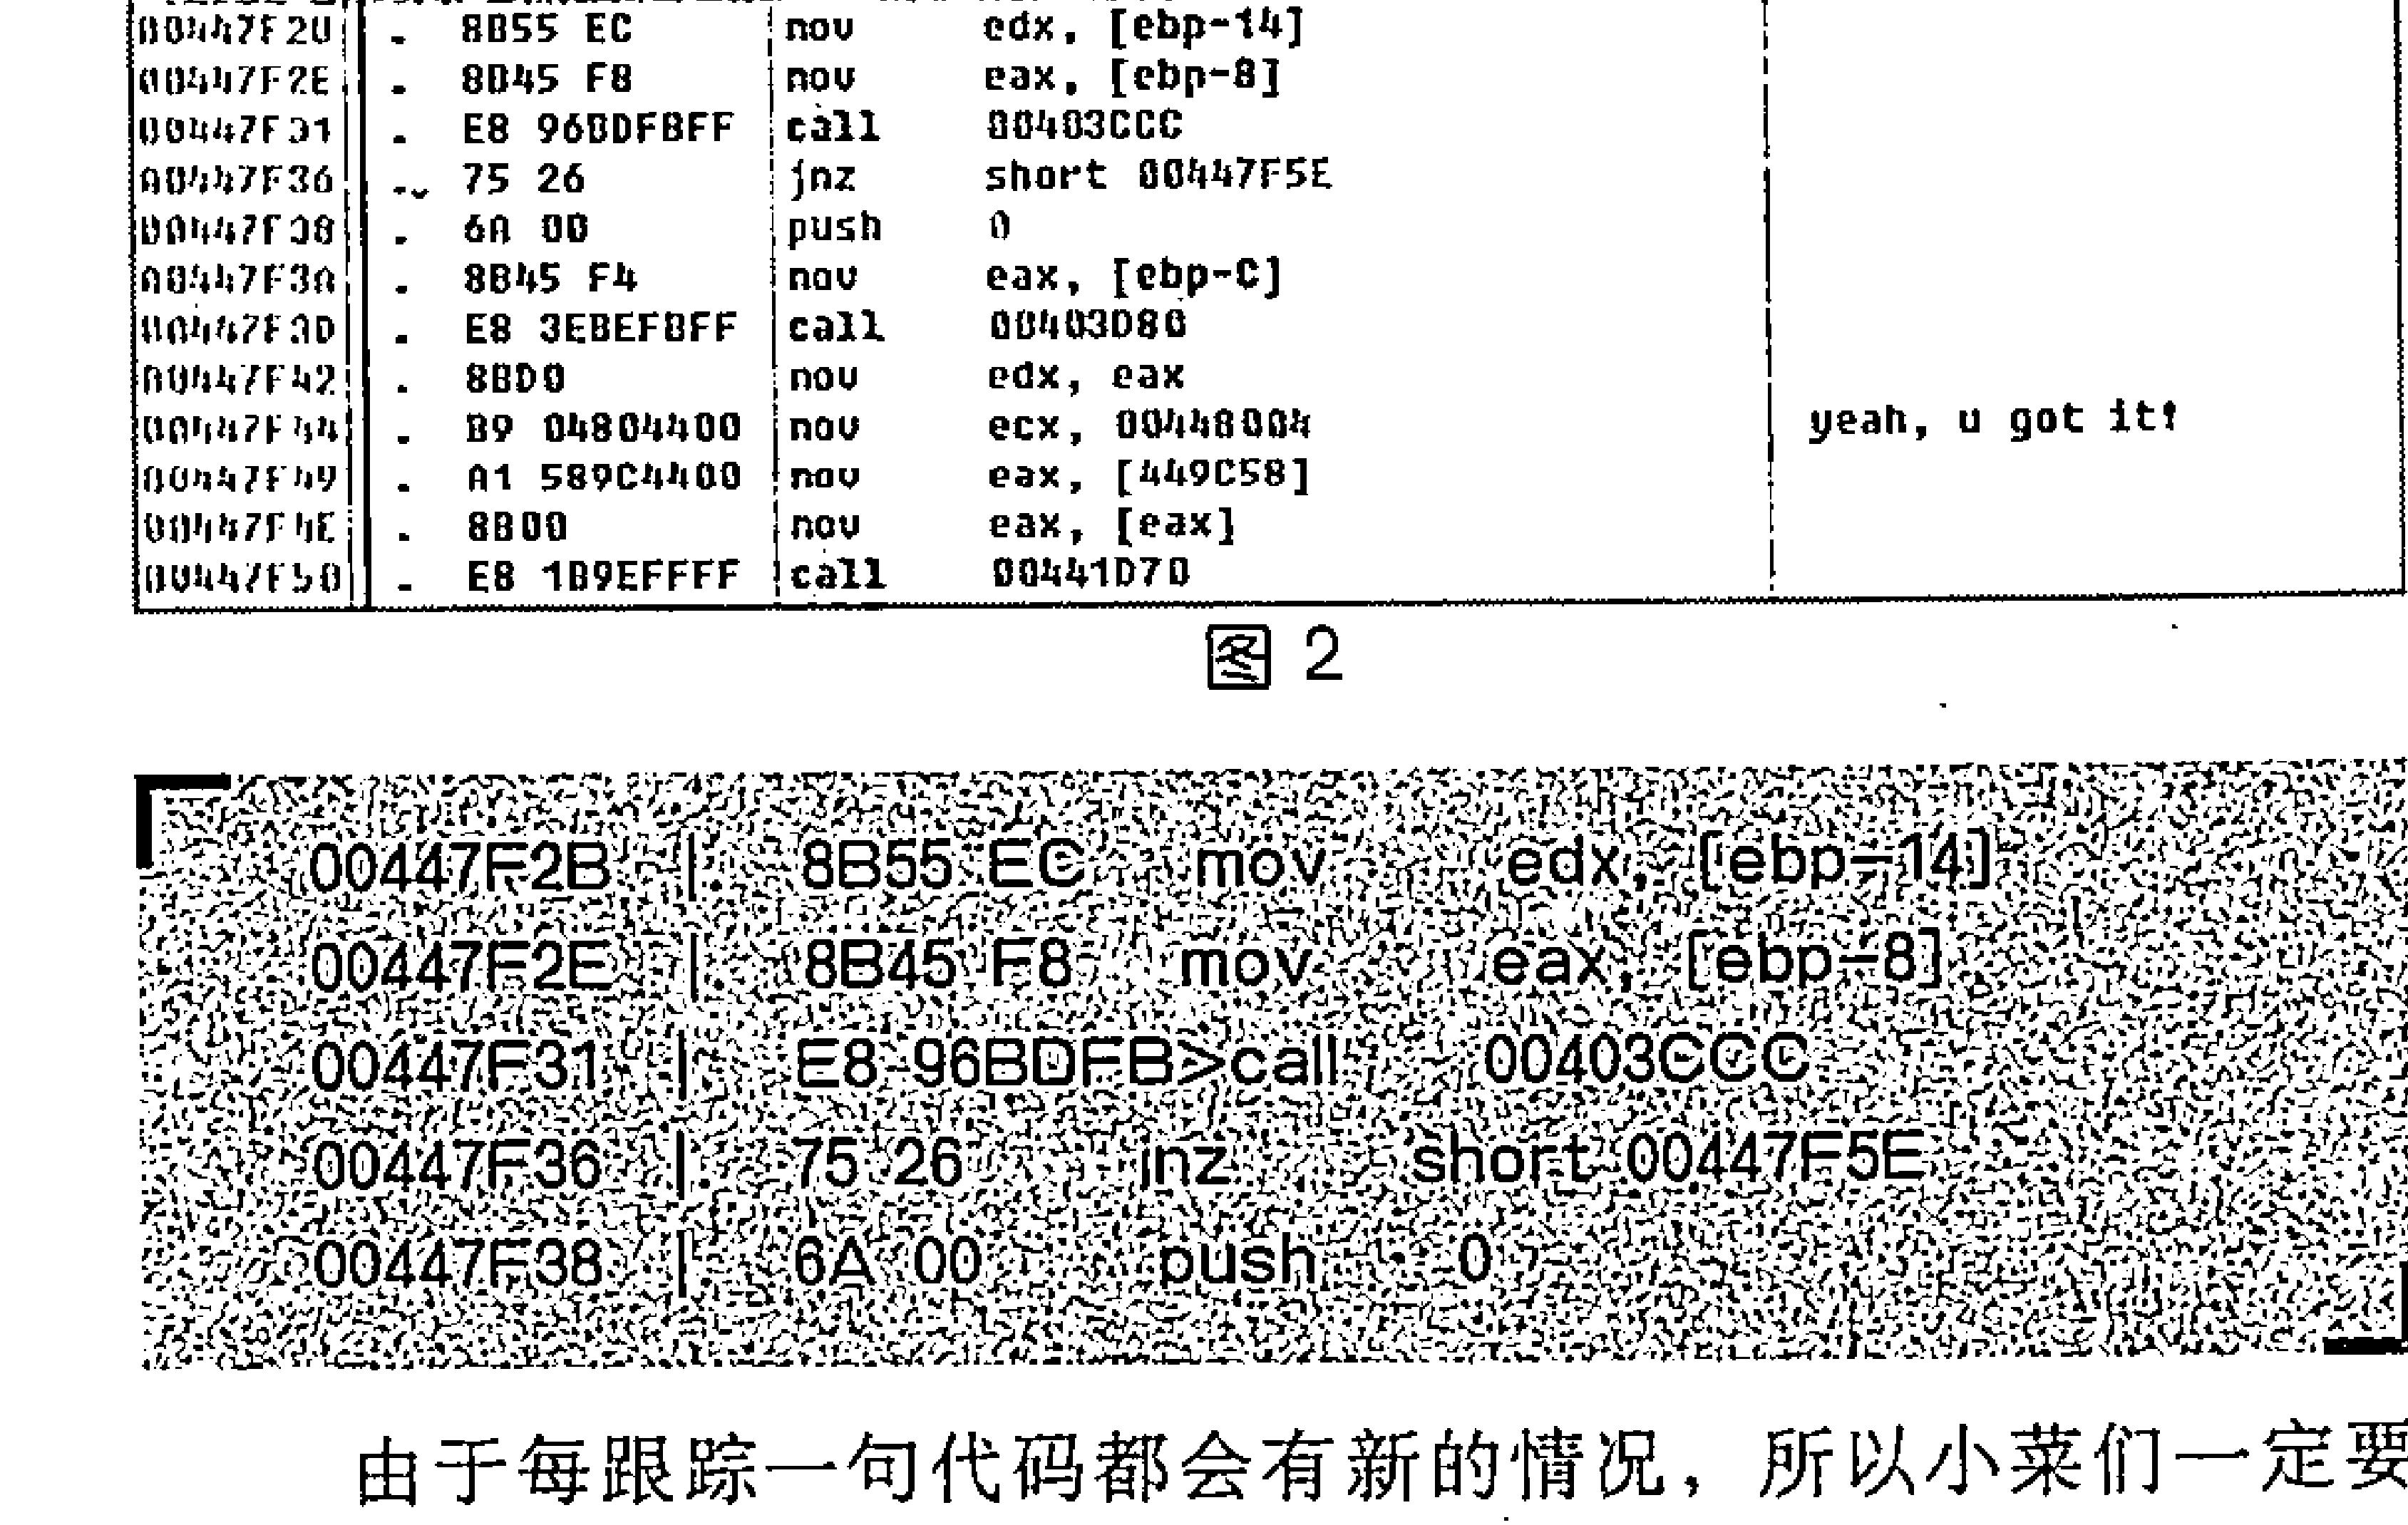 00447F2B . 8B55 EC mov edx, [ebp-14]
00447F2E . 8B45 F8 mov eax, [ebp-8]
00447F31 . E8 96BDFBFF call 00403CCC
00447F36 .⌄ 75 26 jnz short 00447F5E
00447F38 . 6A 00 push 0
00447F3A . 8B45 F4 mov eax, [ebp-C]
00447F3D . E8 3EBEFBFF call 00403D80
00447F42 . 8BD0 mov edx, eax
00447F44 . B9 04804400 mov ecx, 00448004 yeah, u got it!
00447F49 . A1 589C4400 mov eax, [449C58]
00447F4E . 8B00 mov eax, [eax]
00447F50 . E8 1B9EFFFF call 00441D70
图 2
00447F2B |. 8B55 EC mov edx, [ebp-14]
00447F2E |. 8B45 F8 mov eax, [ebp-8]
00447F31 |. E8 96BDFB>call 00403CCC
00447F36 |. 75 26 jnz short 00447F5E
00447F38 |. 6A 00 push 0
由于每跟踪一句代码都会有新的情况，所以小菜们一定要